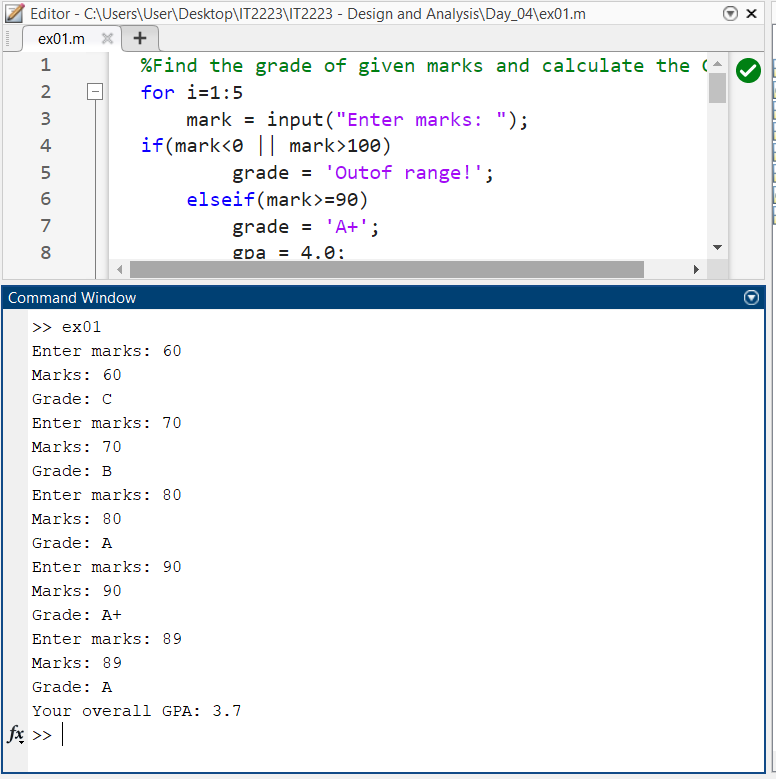 Editor - C:\Users\User\Desktop\IT2223\IT2223 - Design and Analysis\Day_04\ex01.m
ex01.m
1 %Find the grade of given marks and calculate the
2 for i=1:5
3 mark = input("Enter marks: ");
4 if(mark<0 || mark>100)
5 grade = 'Outof range!';
6 elseif(mark>=90)
7 grade = 'A+';
8 gpa = 4.0;
Command Window
>> ex01
Enter marks: 60
Marks: 60
Grade: C
Enter marks: 70
Marks: 70
Grade: B
Enter marks: 80
Marks: 80
Grade: A
Enter marks: 90
Marks: 90
Grade: A+
Enter marks: 89
Marks: 89
Grade: A
Your overall GPA: 3.7
fx >>